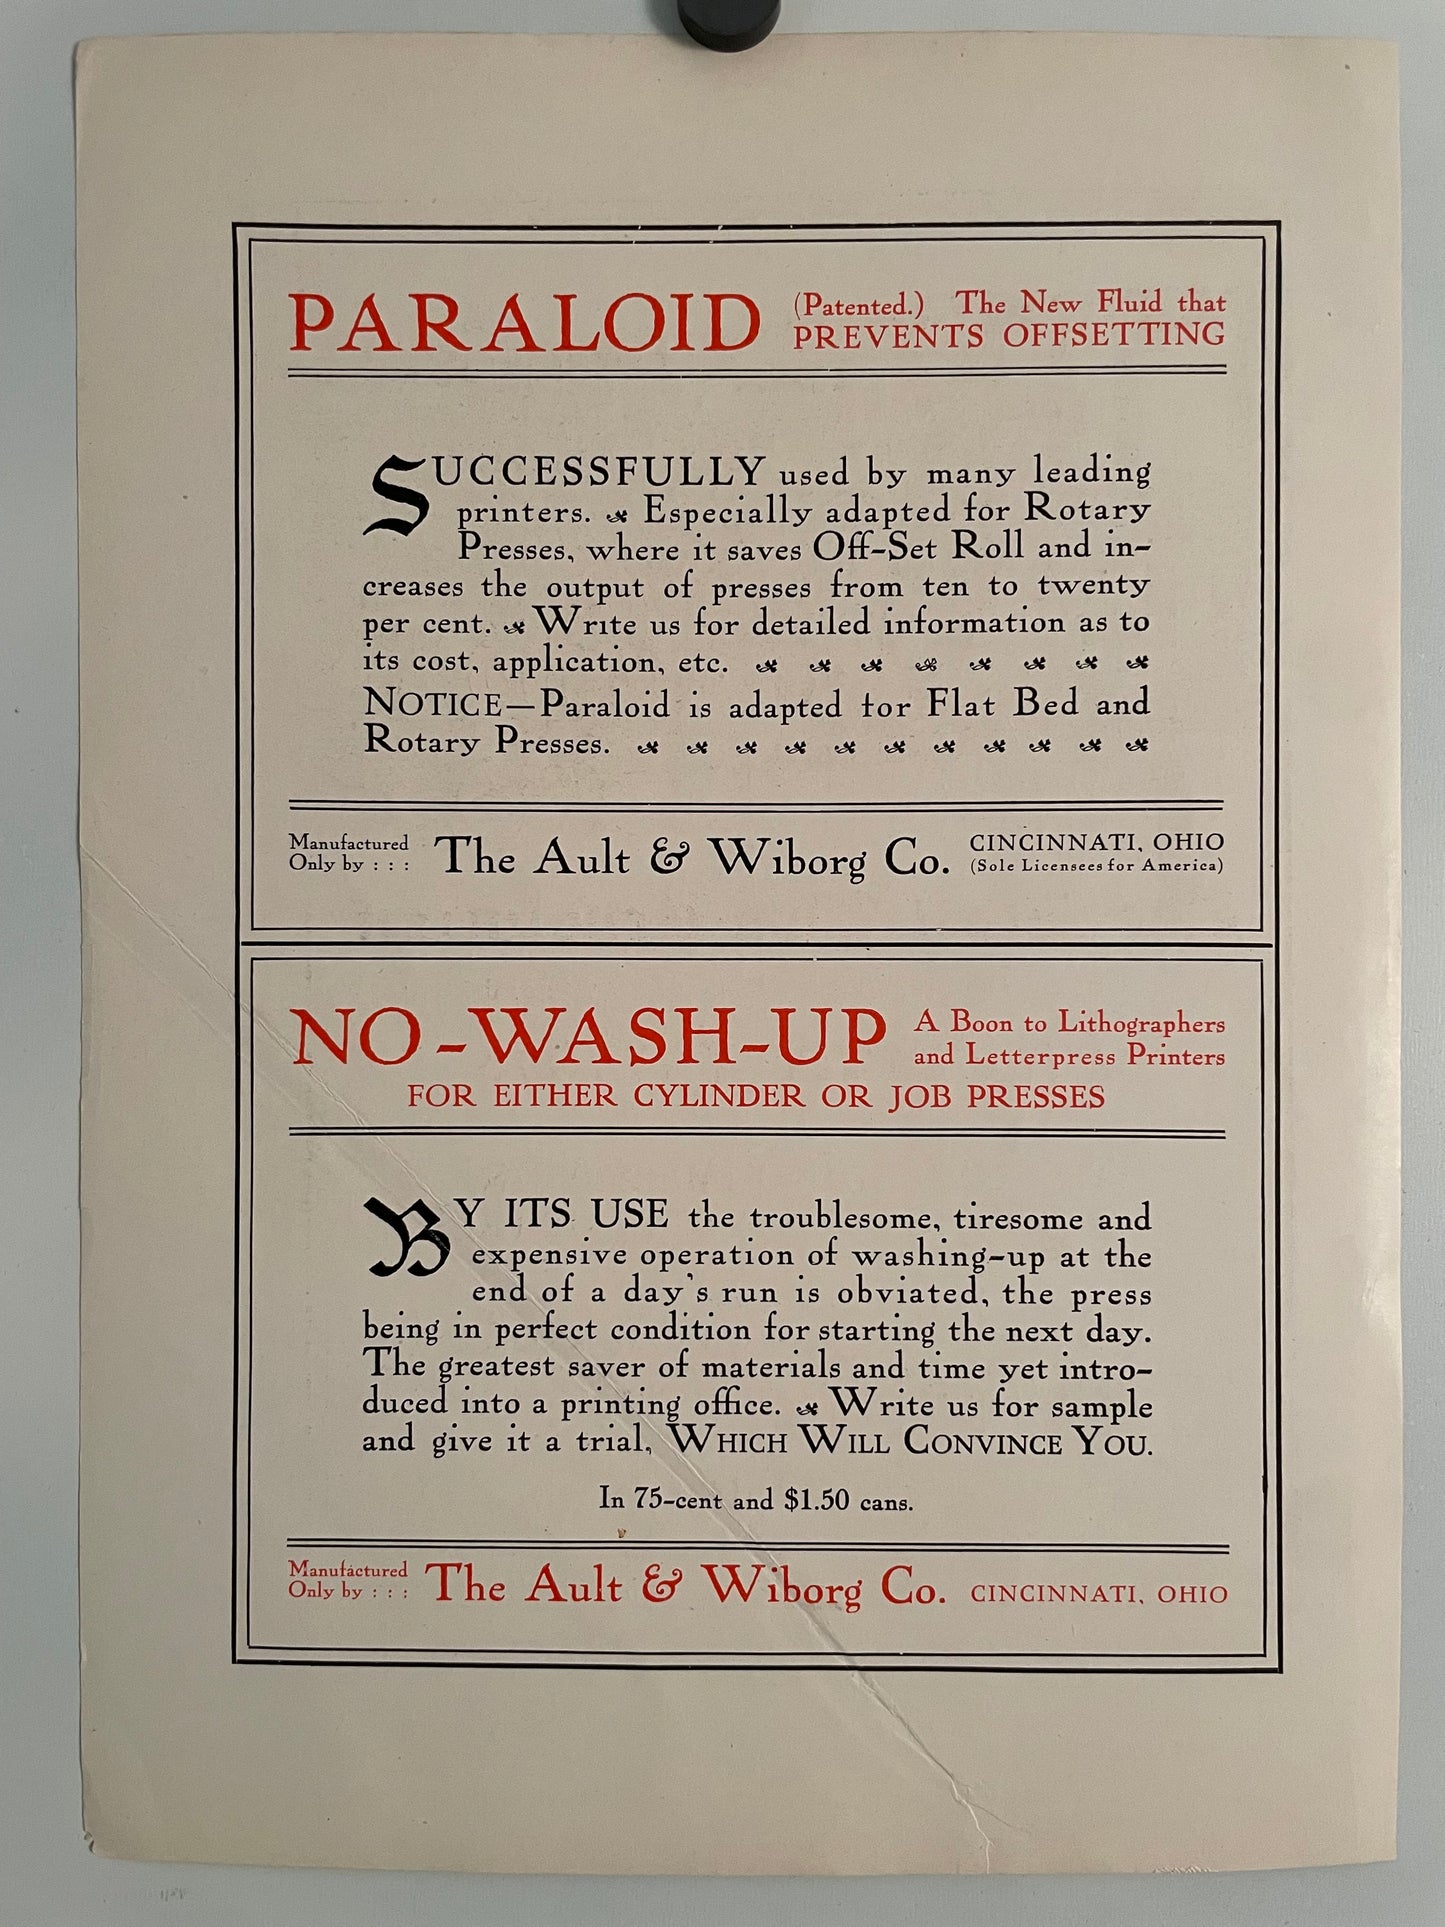 PARALOID (Patented.) The New Fluid that
PREVENTS OFFSETTING
SUCCESSFULLY used by many leading
printers. Especially adapted for Rotary
Presses, where it saves Off-Set Roll and in-
creases the output of presses from ten to twenty
per cent. Write us for detailed information as to
its cost, application, etc.
NOTICE—Paraloid is adapted for Flat Bed and
Rotary Presses.
Manufactured
Only by : : :
The Ault & Wiborg Co.
CINCINNATI, OHIO
(Sole Licensees for America)
NO-WASH-UP
A Boon to Lithographers
and Letterpress Printers
FOR EITHER CYLINDER OR JOB PRESSES
BY ITS USE the troublesome, tiresome and
expensive operation of washing-up at the
end of a day's run is obviated, the press
being in perfect condition for starting the next day.
The greatest saver of materials and time yet intro-
duced into a printing office. Write us for sample
and give it a trial, WHICH WILL CONVINCE YOU.
In 75-cent and $1.50 cans.
Manufactured
Only by : : :
The Ault & Wiborg Co. CINCINNATI, OHIO